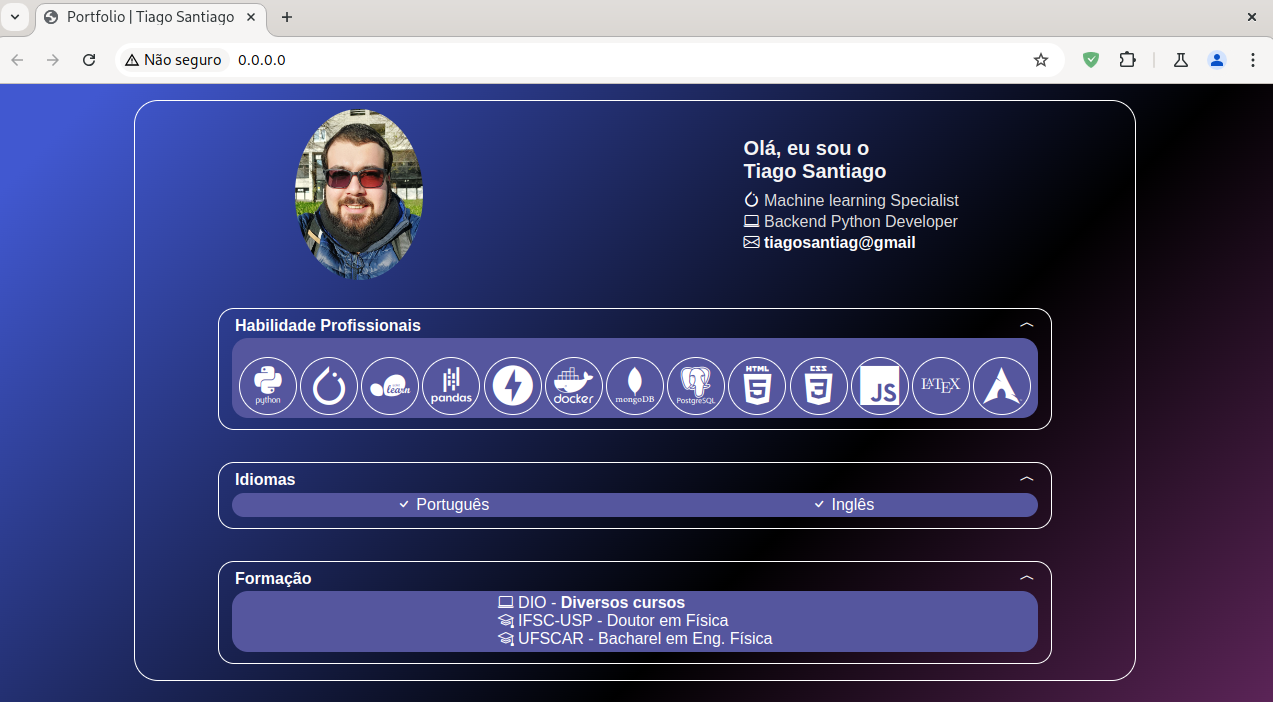 Portfolio | Tiago Santiago
Não seguro 0.0.0.0
Olá, eu sou o
Tiago Santiago
Machine learning Specialist
Backend Python Developer
tiagosantiag@gmail
Habilidade Profissionais
python
learn
pandas
docker
mongoDB
PostgreSQL
HTML
5
CSS
3
JS
LATEX
Idiomas
Português Inglês
Formação
DIO - Diversos cursos
IFSC-USP - Doutor em Física
UFSCAR - Bacharel em Eng. Física